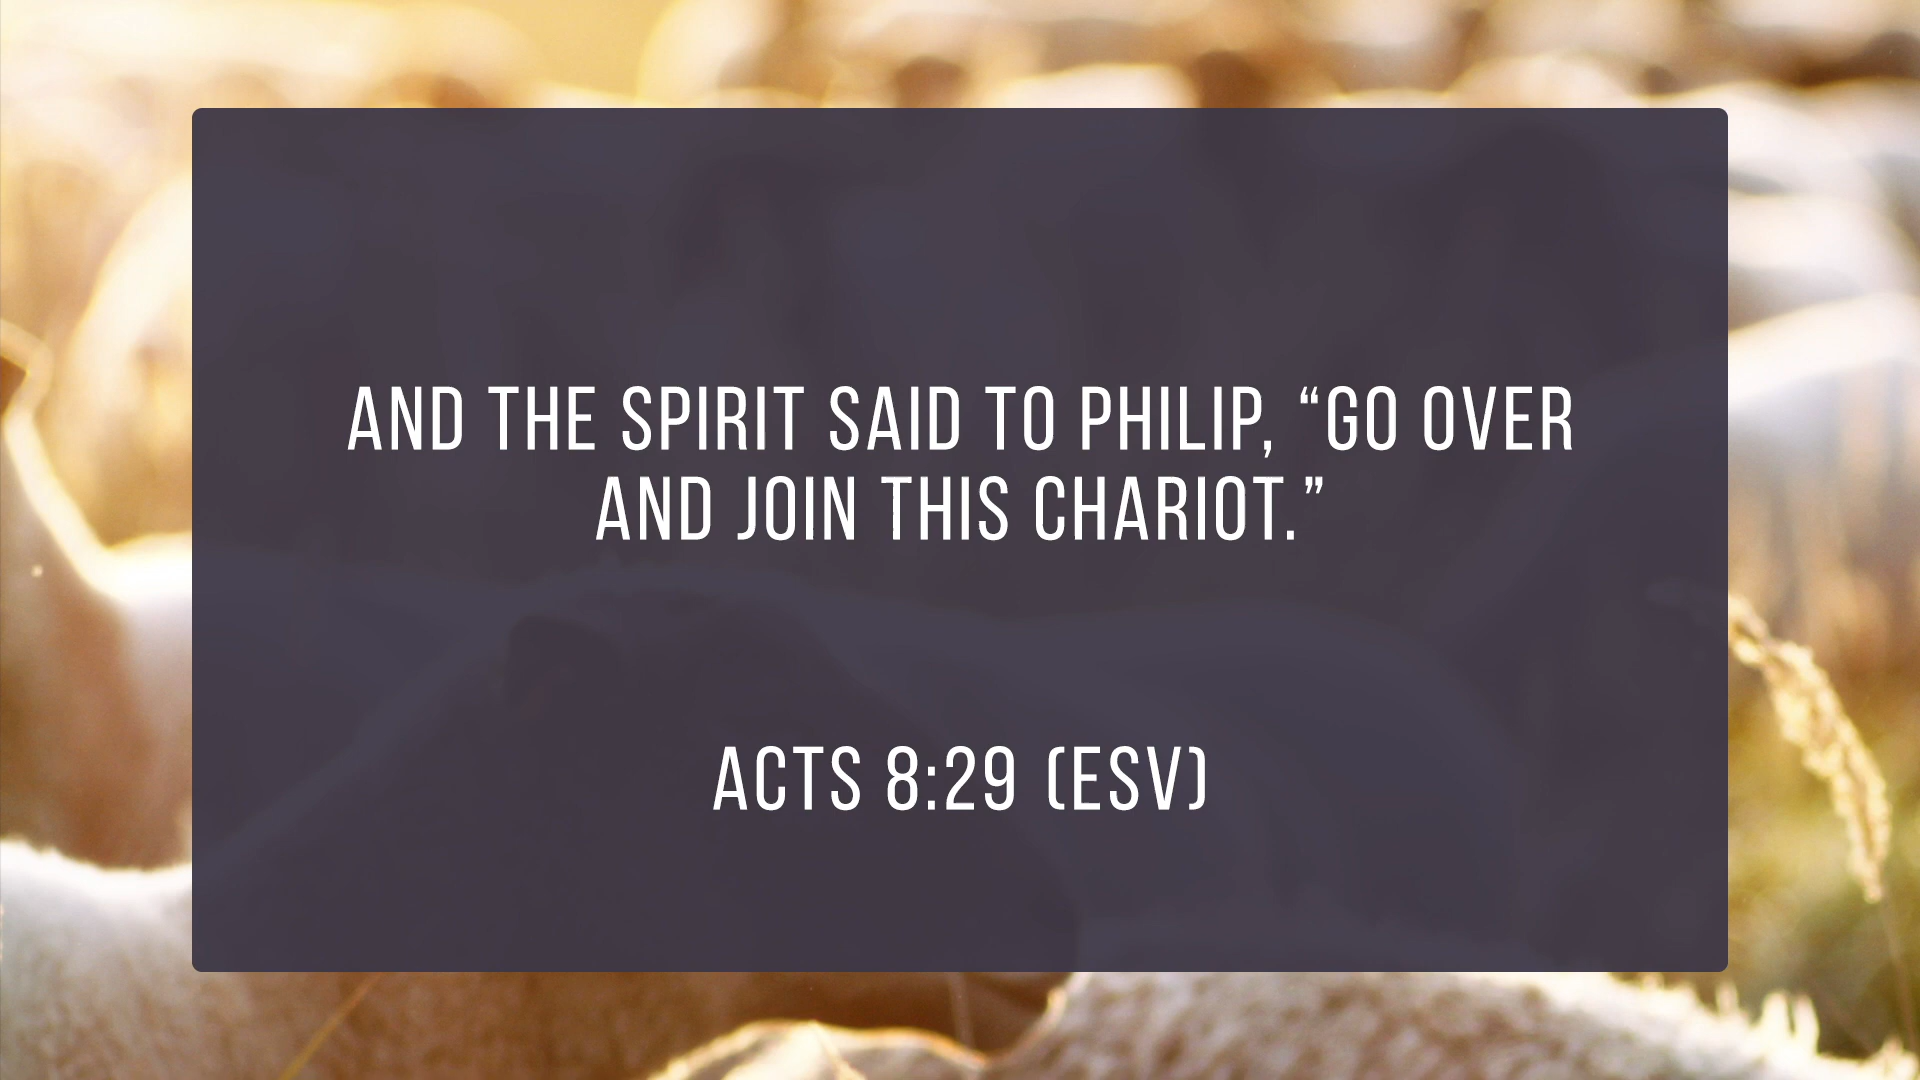 AND THE SPIRIT SAID TO PHILIP, “GO OVER
AND JOIN THIS CHARIOT.”
ACTS 8:29 (ESV)